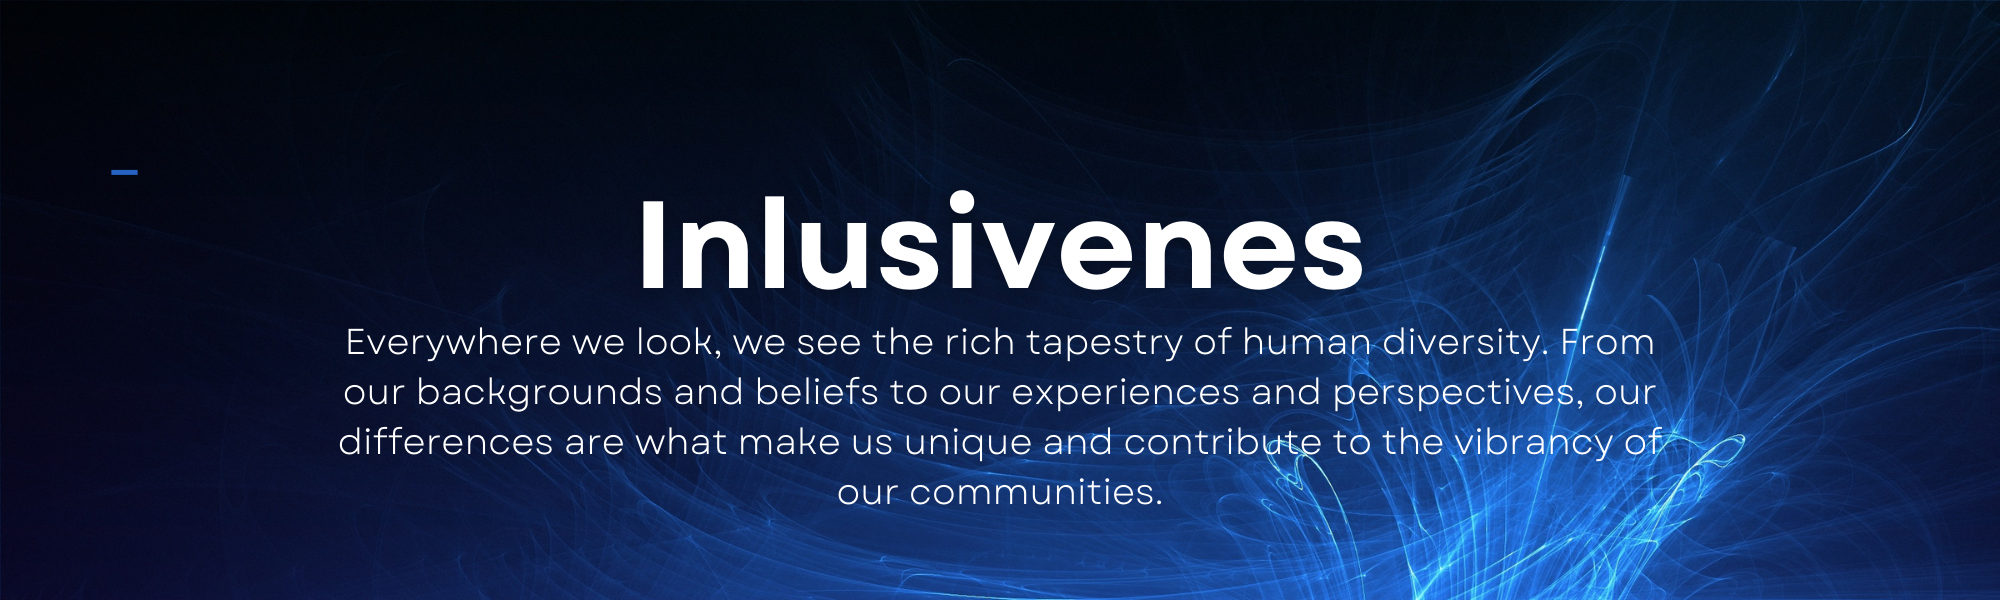 Inlusivenes
Everywhere we look, we see the rich tapestry of human diversity. From
our backgrounds and beliefs to our experiences and perspectives, our
differences are what make us unique and contribute to the vibrancy of
our communities.